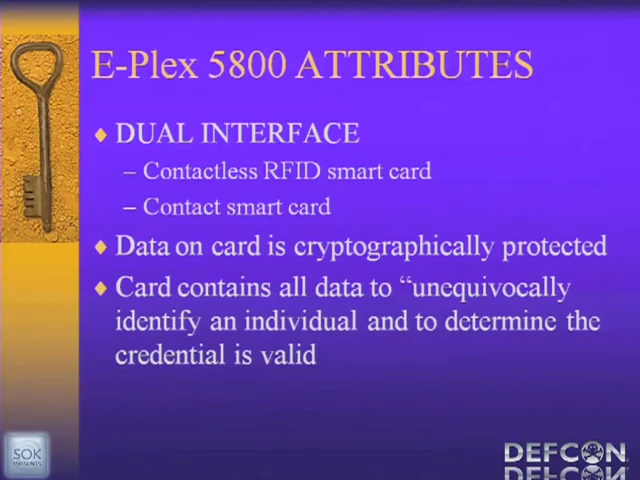 E-Plex 5800 ATTRIBUTES
DUAL INTERFACE
– Contactless RFID smart card
– Contact smart card
Data on card is cryptographically protected
Card contains all data to “unequivocally
identify an individual and to determine the
credential is valid
SOK
DEFCON